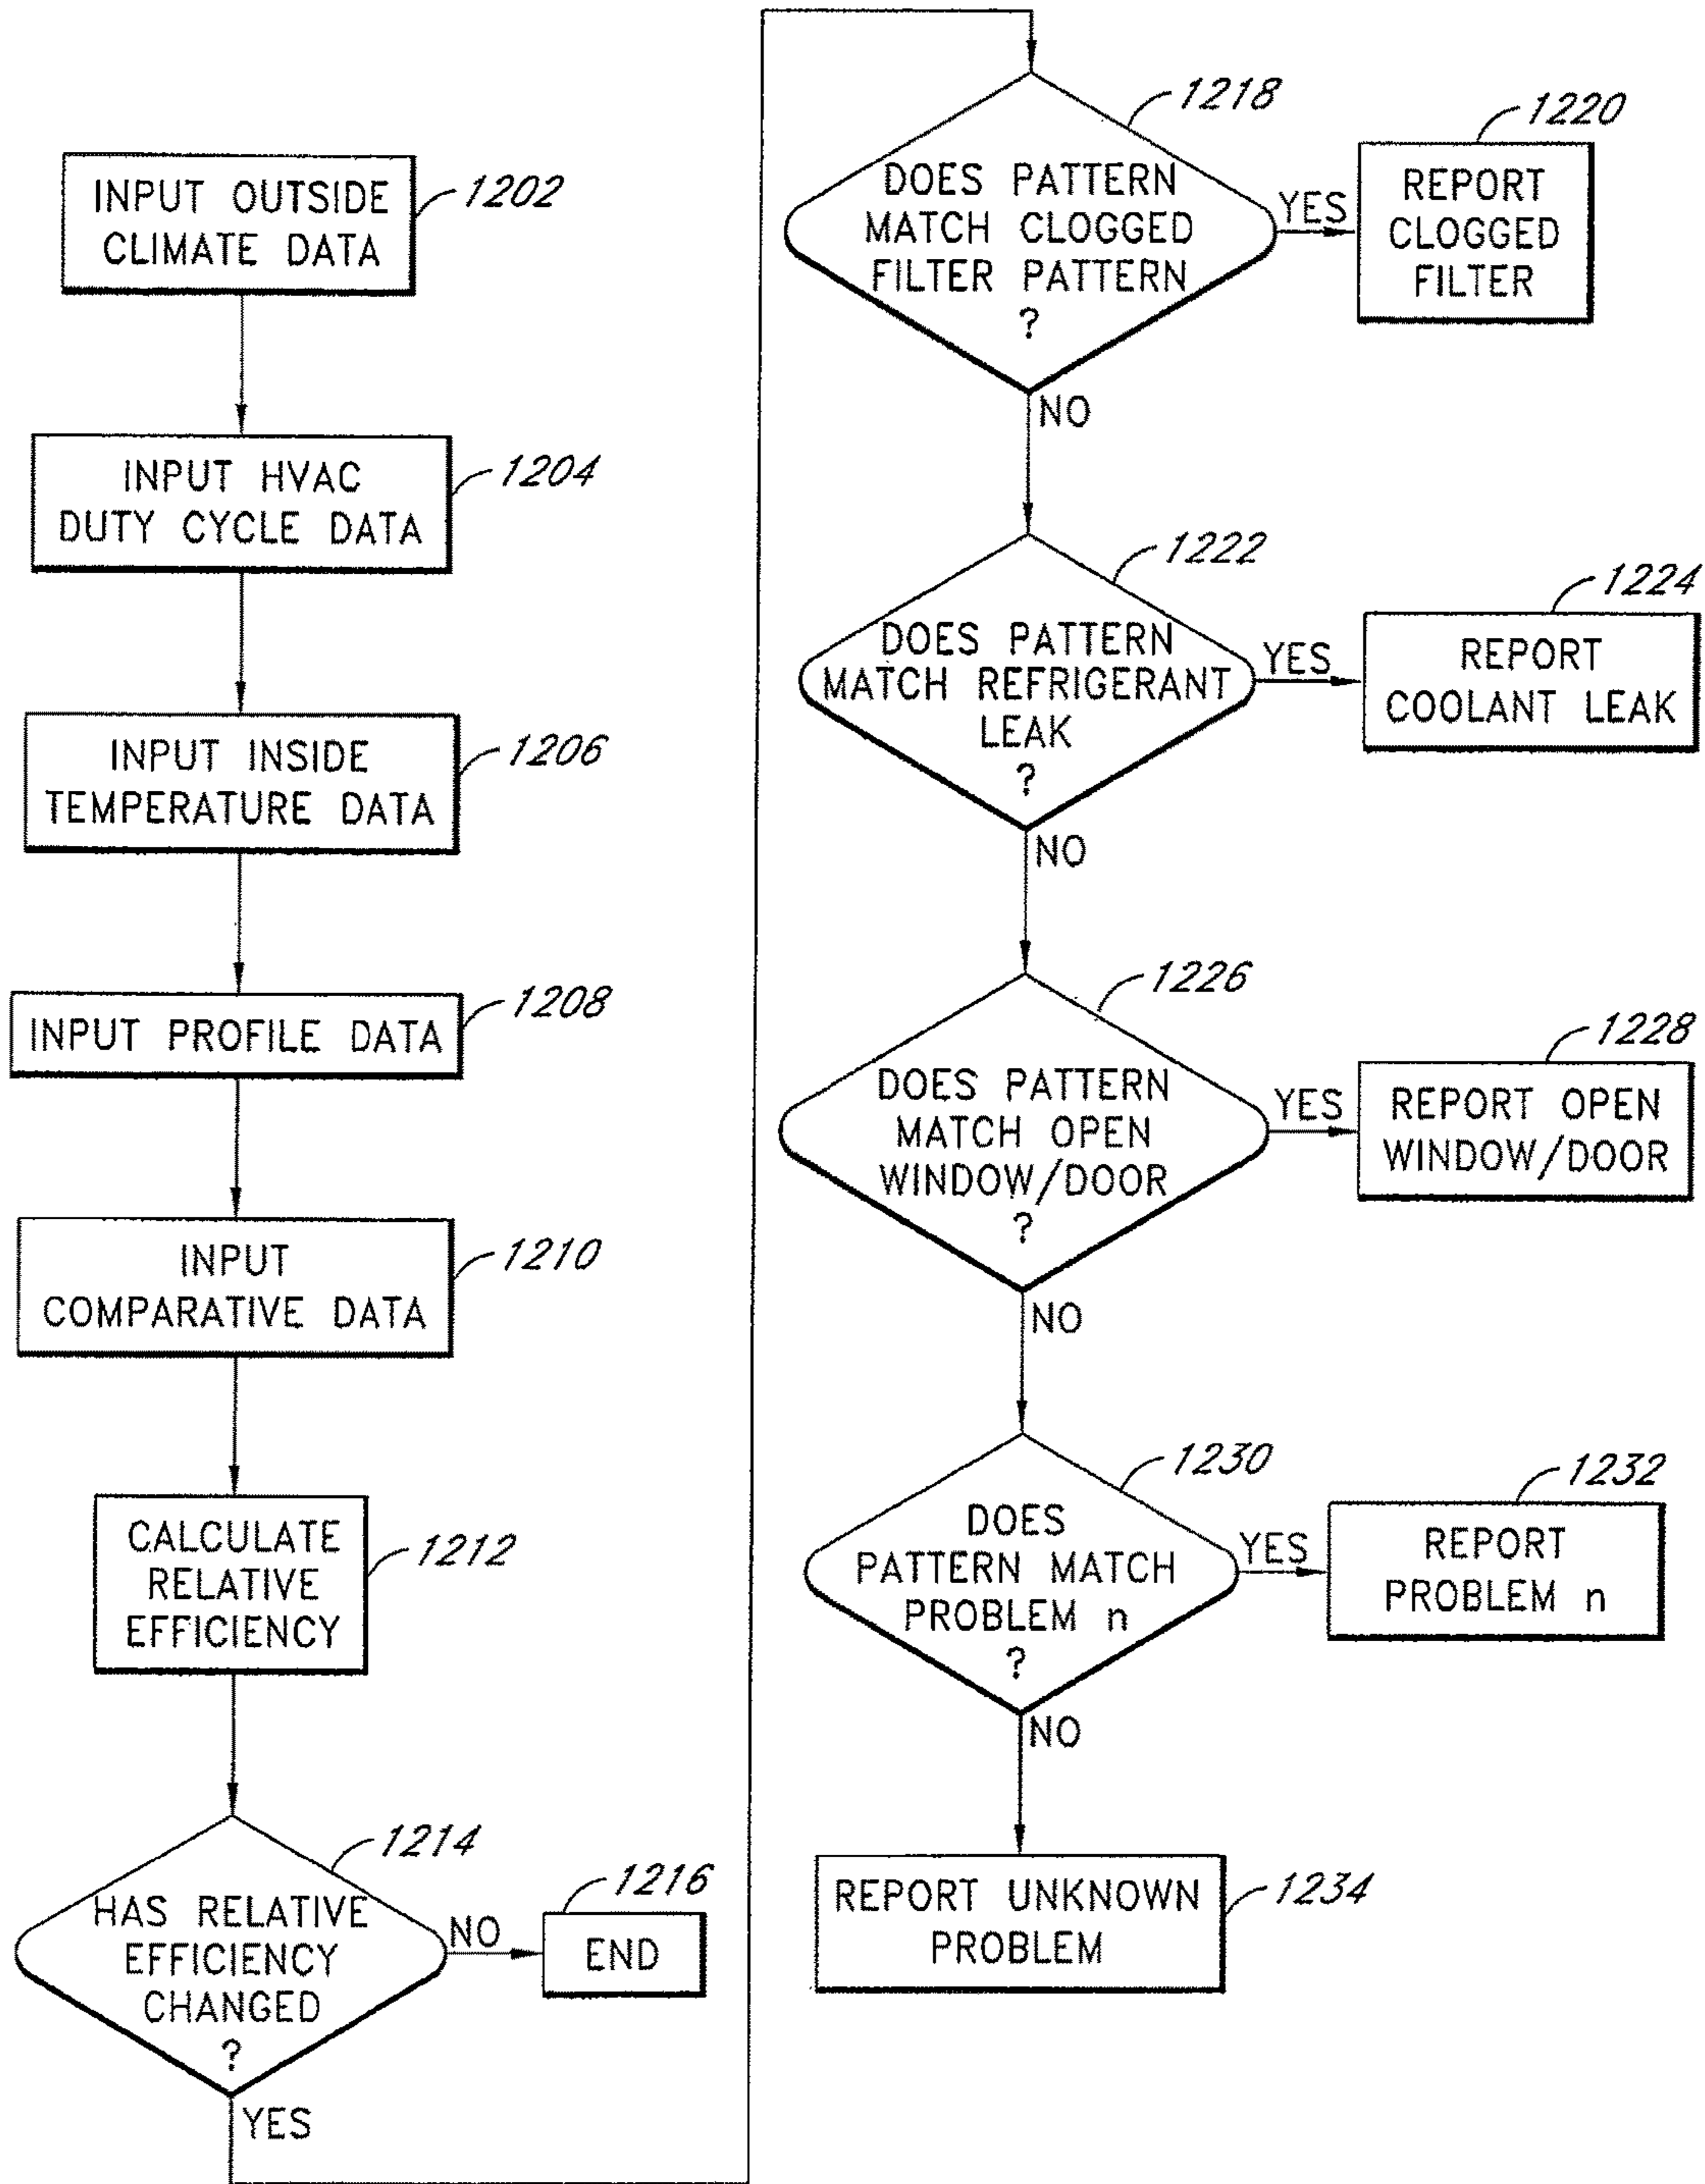 INPUT OUTSIDE
CLIMATE DATA
1202
INPUT HVAC
DUTY CYCLE DATA
1204
INPUT INSIDE
TEMPERATURE DATA
1206
INPUT PROFILE DATA
1208
INPUT
COMPARATIVE DATA
1210
CALCULATE
RELATIVE
EFFICIENCY
1212
1214
HAS RELATIVE
EFFICIENCY
CHANGED
?
NO
1216
END
YES
1218
DOES PATTERN
MATCH CLOGGED
FILTER PATTERN
?
YES
1220
REPORT
CLOGGED
FILTER
NO
1222
DOES PATTERN
MATCH REFRIGERANT
LEAK
?
YES
1224
REPORT
COOLANT LEAK
NO
1226
DOES PATTERN
MATCH OPEN
WINDOW/DOOR
?
YES
1228
REPORT OPEN
WINDOW/DOOR
NO
1230
DOES
PATTERN MATCH
PROBLEM n
?
YES
1232
REPORT
PROBLEM n
NO
REPORT UNKNOWN
PROBLEM
1234